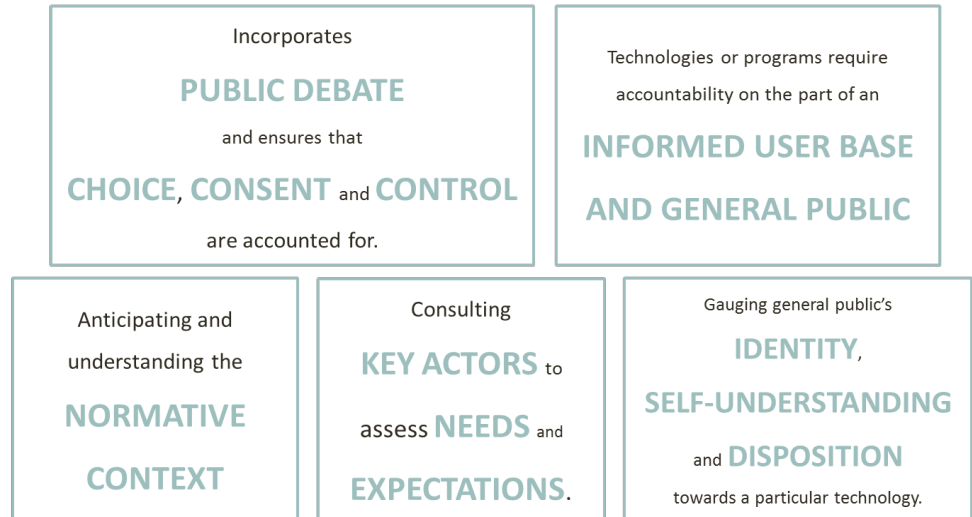 Incorporates
PUBLIC DEBATE
and ensures that
CHOICE, CONSENT and CONTROL
are accounted for.
Technologies or programs require
accountability on the part of an
INFORMED USER BASE
AND GENERAL PUBLIC
Anticipating and
understanding the
NORMATIVE
CONTEXT
Consulting
KEY ACTORS to
assess NEEDS and
EXPECTATIONS.
Gauging general public’s
IDENTITY,
SELF-UNDERSTANDING
and DISPOSITION
towards a particular technology.